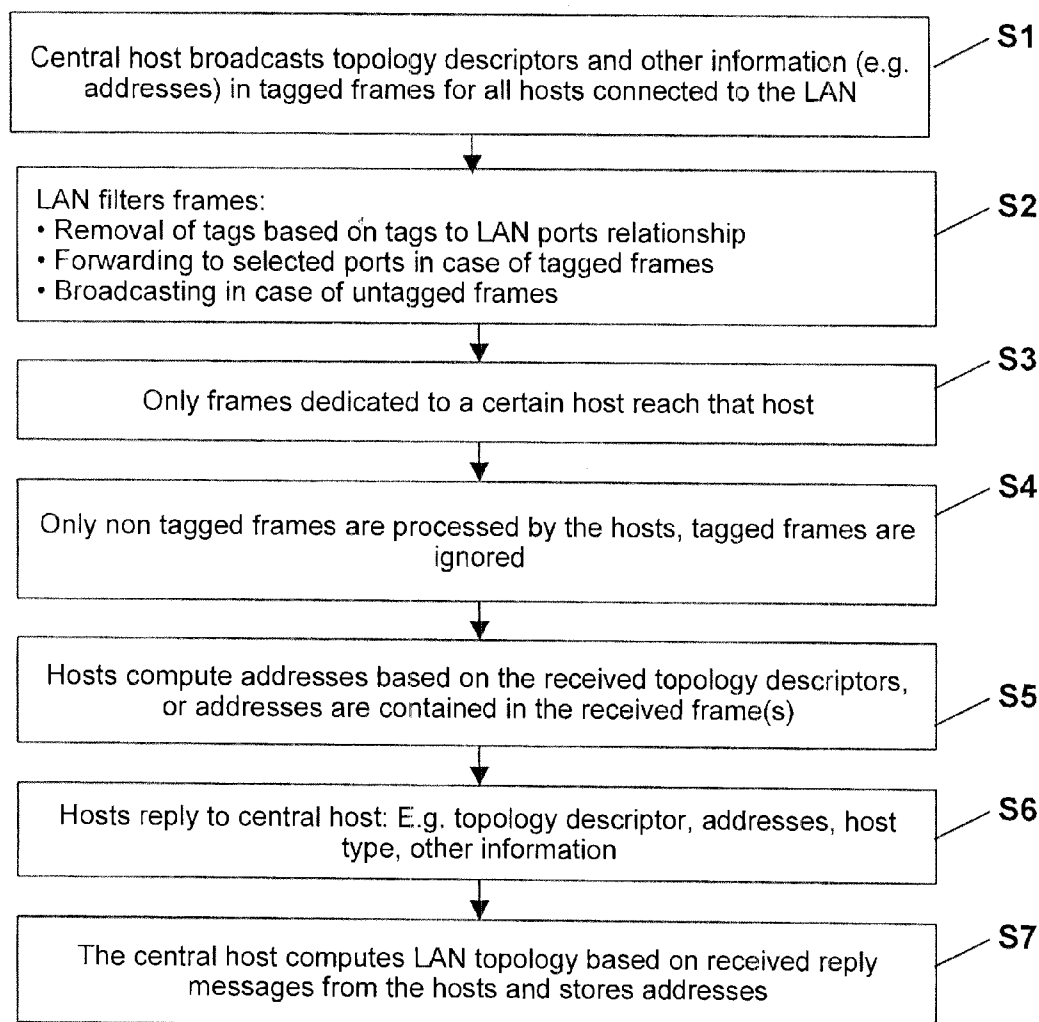 S1
Central host broadcasts topology descriptors and other information (e.g.
addresses) in tagged frames for all hosts connected to the LAN
S2
LAN filters frames:
• Removal of tags based on tags to LAN ports relationship
• Forwarding to selected ports in case of tagged frames
• Broadcasting in case of untagged frames
S3
Only frames dedicated to a certain host reach that host
S4
Only non tagged frames are processed by the hosts, tagged frames are
ignored
S5
Hosts compute addresses based on the received topology descriptors,
or addresses are contained in the received frame(s)
S6
Hosts reply to central host: E.g. topology descriptor, addresses, host
type, other information
S7
The central host computes LAN topology based on received reply
messages from the hosts and stores addresses